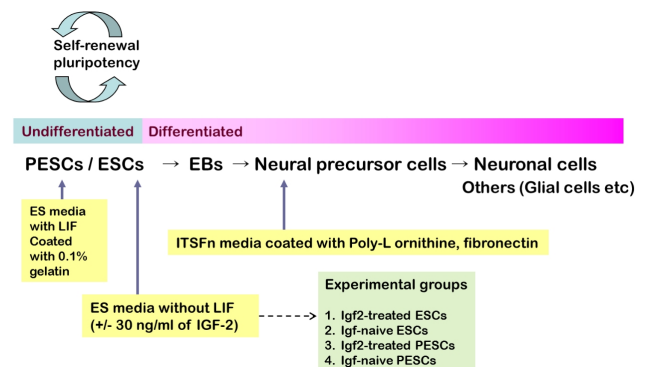 Self-renewal
pluripotency
Undifferentiated Differentiated
PESCs / ESCs → EBs → Neural precursor cells → Neuronal cells
Others (Glial cells etc)
ES media
with LIF
Coated
with 0.1%
gelatin
ITSFn media coated with Poly-L ornithine, fibronectin
ES media without LIF
(+/- 30 ng/ml of IGF-2)
Experimental groups
1. Igf2-treated ESCs
2. Igf-naive ESCs
3. Igf2-treated PESCs
4. Igf-naive PESCs